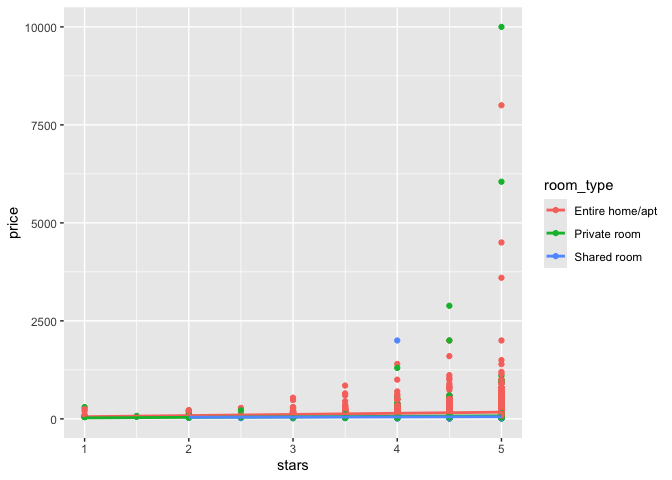 10000
7500
5000
2500
0
price
1 2 3 4 5
stars
room_type
Entire home/apt
Private room
Shared room